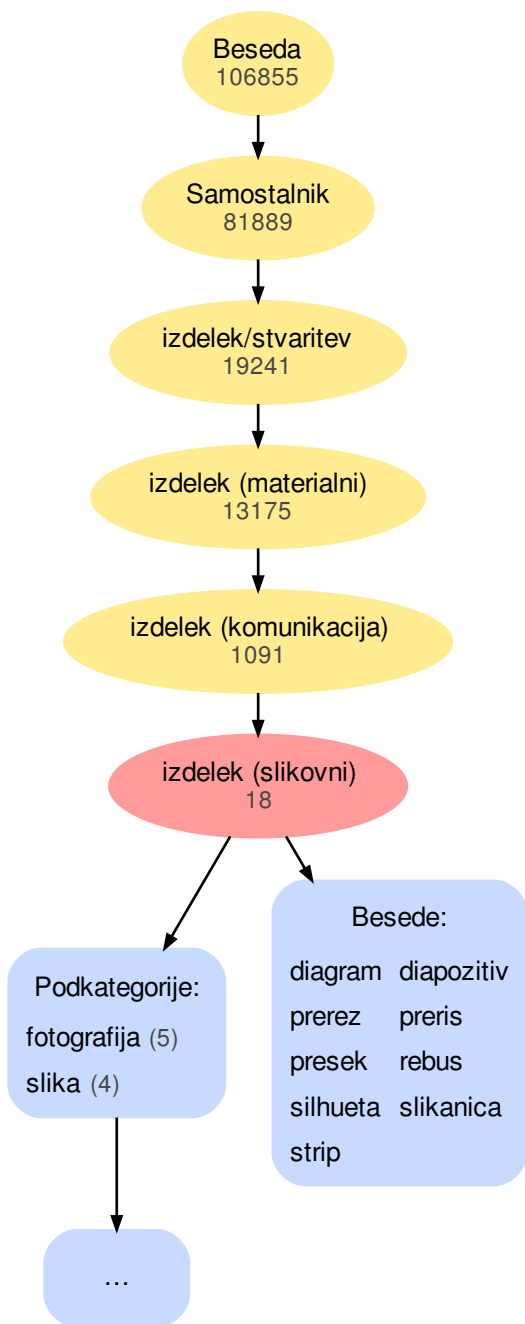 Beseda
106855
Samostalnik
81889
izdelek/stvaritev
19241
izdelek (materialni)
13175
izdelek (komunikacija)
1091
izdelek (slikovni)
18
Podkategorije:
fotografija (5)
slika (4)
...
Besede:
diagram diapozitiv
prerez preris
presek rebus
silhueta slikanica
strip